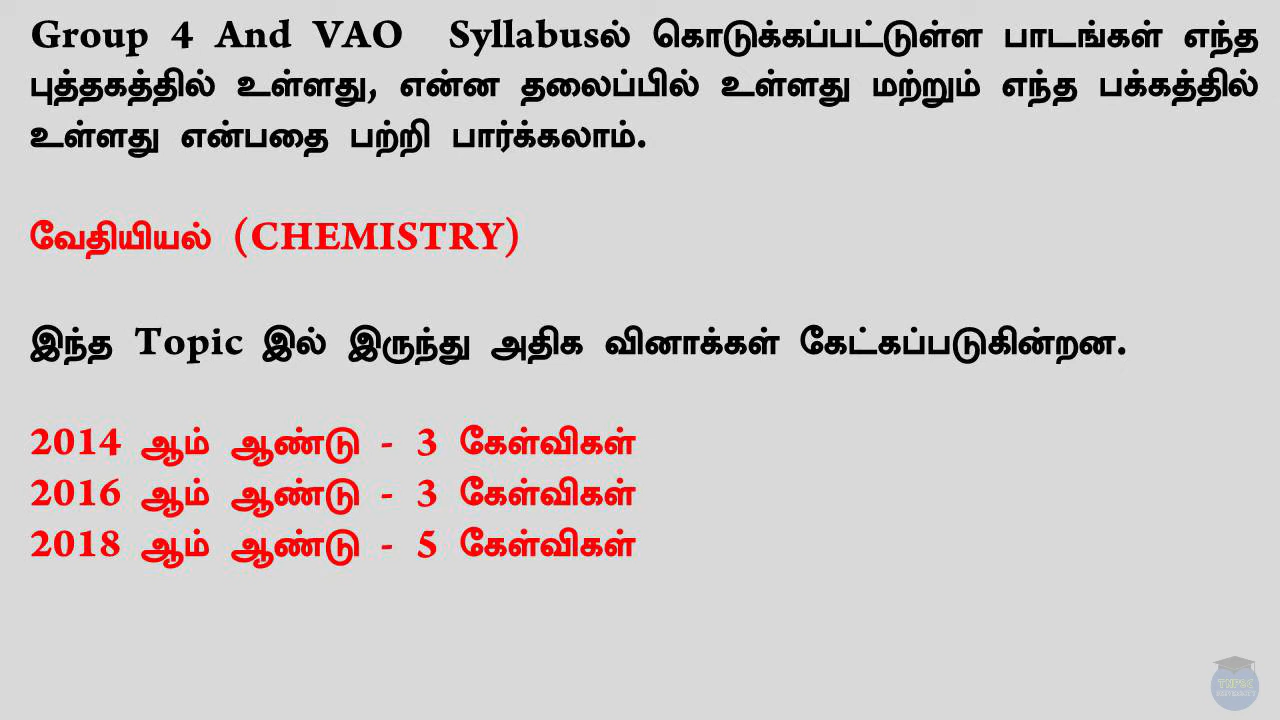 Group 4 And VAO Syllabusல் கொடுக்கப்பட்டுள்ள பாடங்கள் எந்த
புத்தகத்தில் உள்ளது, என்ன தலைப்பில் உள்ளது மற்றும் எந்த பக்கத்தில்
உள்ளது என்பதை பற்றி பார்க்கலாம்.
வேதியியல் (CHEMISTRY)
இந்த Topic இல் இருந்து அதிக வினாக்கள் கேட்கப்படுகின்றன.
2014 ஆம் ஆண்டு - 3 கேள்விகள்
2016 ஆம் ஆண்டு - 3 கேள்விகள்
2018 ஆம் ஆண்டு - 5 கேள்விகள்
TNPSC